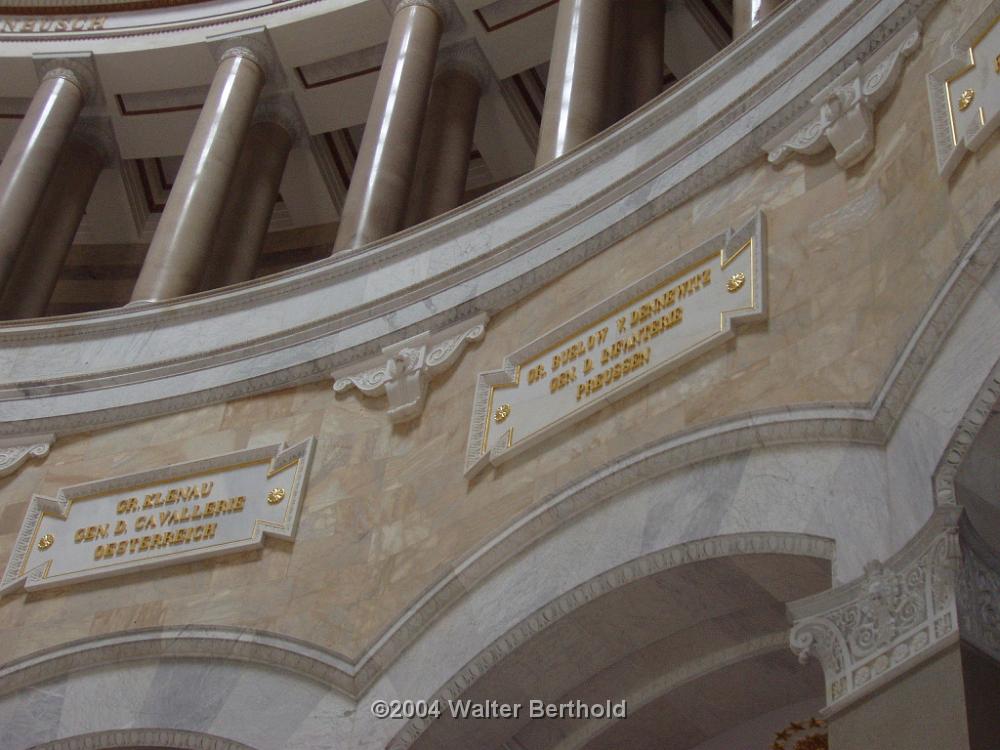 GR. KLENAU
GEN. D. CAVALLERIE
OESTERREICH
GR. BUELOW V. DENNEWITZ
GEN. D. INFANTERIE
PREUSSEN
©2004 Walter Berthold